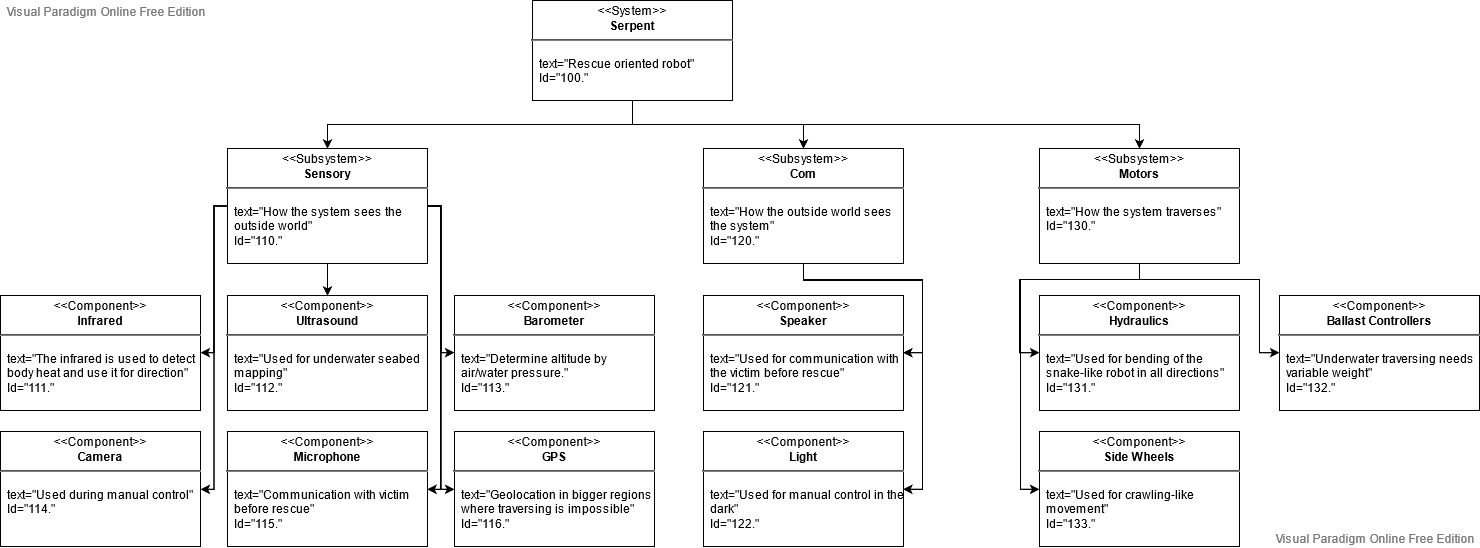 Visual Paradigm Online Free Edition
<<System>>
Serpent
text="Rescue oriented robot"
Id="100."
<<Subsystem>>
Sensory
text="How the system sees the
outside world"
Id="110."
<<Subsystem>>
Com
text="How the outside world sees
the system"
Id="120."
<<Subsystem>>
Motors
text="How the system traverses"
Id="130."
<<Component>>
Infrared
text="The infrared is used to detect
body heat and use it for direction"
Id="111."
<<Component>>
Ultrasound
text="Used for underwater seabed
mapping"
Id="112."
<<Component>>
Barometer
text="Determine altitude by
air/water pressure."
Id="113."
<<Component>>
Speaker
text="Used for communication with
the victim before rescue"
Id="121."
<<Component>>
Hydraulics
text="Used for bending of the
snake-like robot in all directions"
Id="131."
<<Component>>
Ballast Controllers
text="Underwater traversing needs
variable weight"
Id="132."
<<Component>>
Camera
text="Used during manual control"
Id="114."
<<Component>>
Microphone
text="Communication with victim
before rescue"
Id="115."
<<Component>>
GPS
text="Geolocation in bigger regions
where traversing is impossible"
Id="116."
<<Component>>
Light
text="Used for manual control in the
dark"
Id="122."
<<Component>>
Side Wheels
text="Used for crawling-like
movement"
Id="133."
Visual Paradigm Online Free Edition